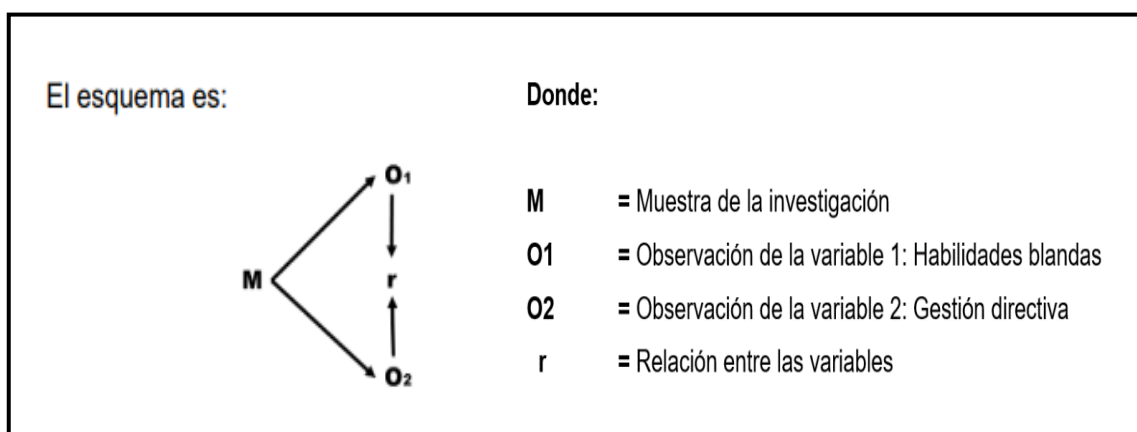 El esquema es:
Donde:
O1
M
r
O2
M = Muestra de la investigación
O1 = Observación de la variable 1: Habilidades blandas
O2 = Observación de la variable 2: Gestión directiva
r = Relación entre las variables